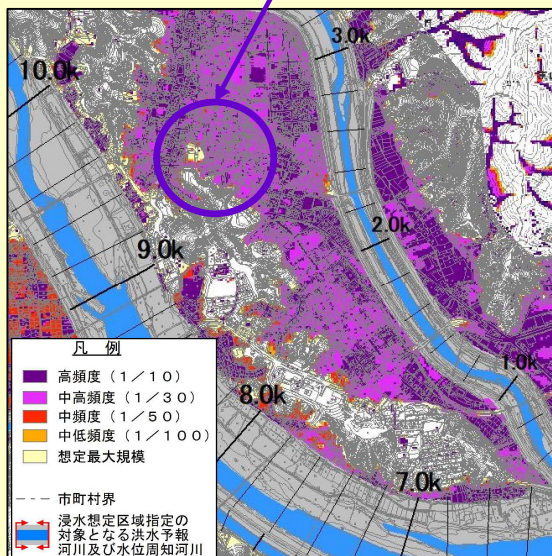 3.0k
10.0k
2.0k
9.0k
1.0k
8.0k
7.0k
凡 例
高頻度(1/10)
中高頻度(1/30)
中頻度(1/50)
中低頻度(1/100)
想定最大規模
市町村界
浸水想定区域指定の
対象となる洪水予報
河川及び水位周知河川